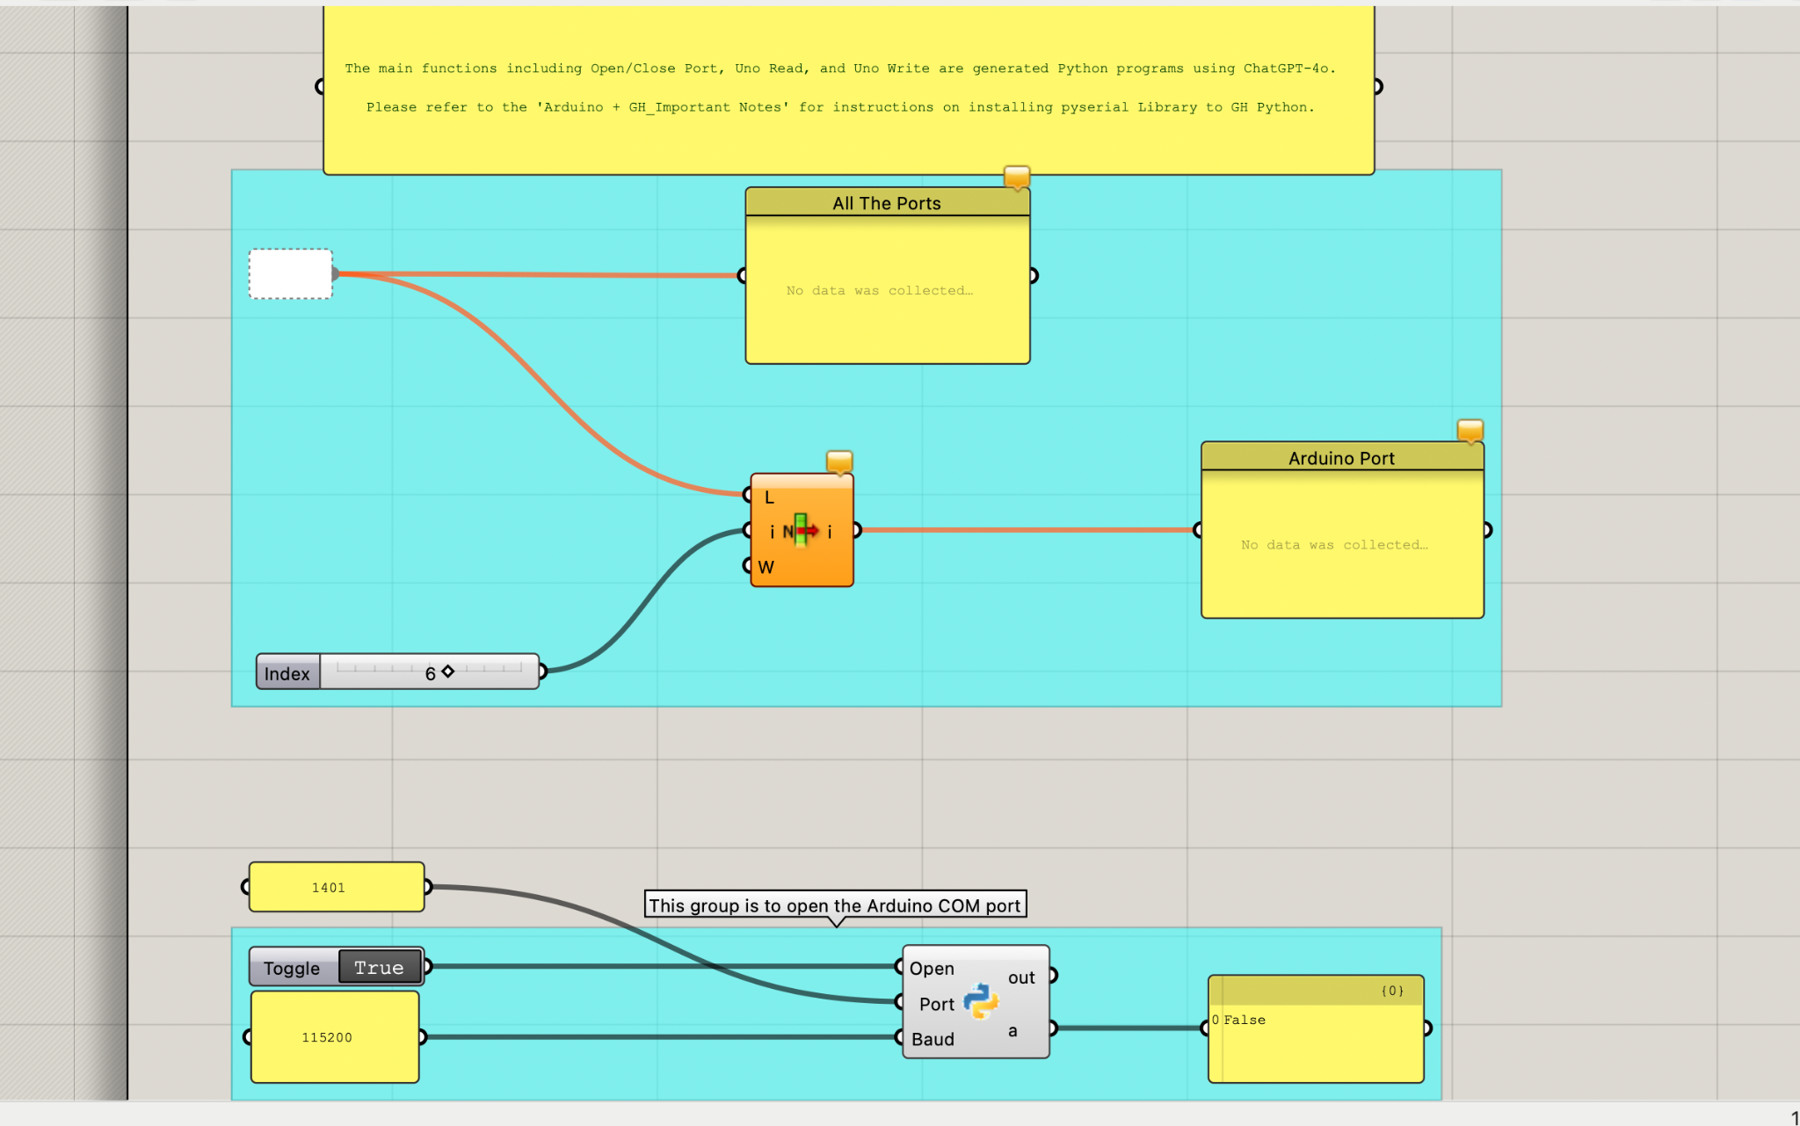 The main functions including Open/Close Port, Uno Read, and Uno Write are generated Python programs using ChatGPT-4o.
Please refer to the 'Arduino + GH_Important Notes' for instructions on installing pyserial Library to GH Python.
All The Ports
No data was collected…
Arduino Port
No data was collected…
L
i N i
W
Index 6
1401
This group is to open the Arduino COM port
Toggle True
115200
Open
Port
Baud
out
a
{0}
0 False
1